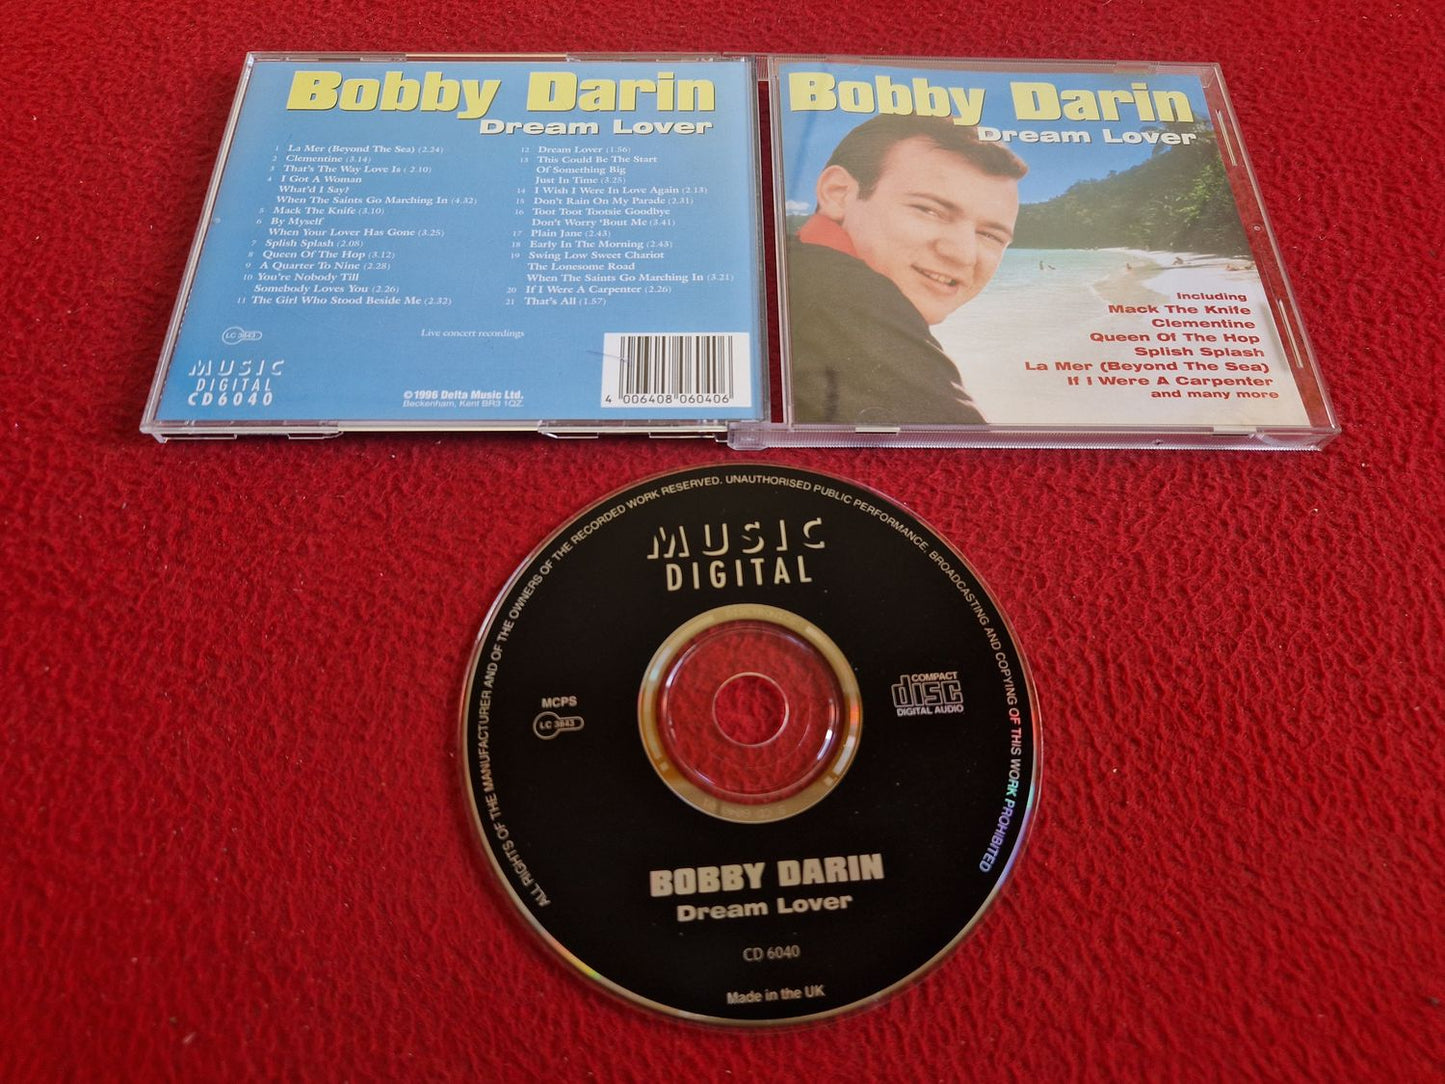 Bobby Darin
Dream Lover
1 La Mer (Beyond The Sea) (2.24)
2 Clementine (3.14)
3 That's The Way Love Is ( 2.10)
4 I Got A Woman
What'd I Say?
When The Saints Go Marching In (4.32)
5 Mack The Knife (3.10)
6 By Myself
When Your Lover Has Gone (3.25)
7 Splish Splash (2.08)
8 Queen Of The Hop (3.12)
9 A Quarter To Nine (2.28)
10 You're Nobody Till
Somebody Loves You (2.26)
11 The Girl Who Stood Beside Me (2.32)
12 Dream Lover (1.56)
13 This Could Be The Start
Of Something Big
Just In Time (3.25)
14 I Wish I Were In Love Again (2.13)
15 Don't Rain On My Parade (2.31)
16 Toot Toot Tootsie Goodbye
Don't Worry 'Bout Me (3.41)
17 Plain Jane (2.43)
18 Early In The Morning (2.43)
19 Swing Low Sweet Chariot
The Lonesome Road
When The Saints Go Marching In (3.21)
20 If I Were A Carpenter (2.26)
21 That's All (1.57)
Live concert recordings
LC 3843
MUSIC
DIGITAL
CD6040
©1996 Delta Music Ltd.
Beckenham, Kent BR3 1QZ.
4 006408 060406
Bobby Darin
Dream Lover
Including
Mack The Knife
Clementine
Queen Of The Hop
Splish Splash
La Mer (Beyond The Sea)
If I Were A Carpenter
and many more
ALL RIGHTS OF THE MANUFACTURER AND OF THE OWNERS OF THE RECORDED WORK RESERVED. UNAUTHORISED PUBLIC PERFORMANCE, BROADCASTING AND COPYING OF THIS WORK PROHIBITED
MUSIC
DIGITAL
MCPS
LC 3843
COMPACT
disc
DIGITAL AUDIO
BOBBY DARIN
Dream Lover
CD 6040
Made in the UK